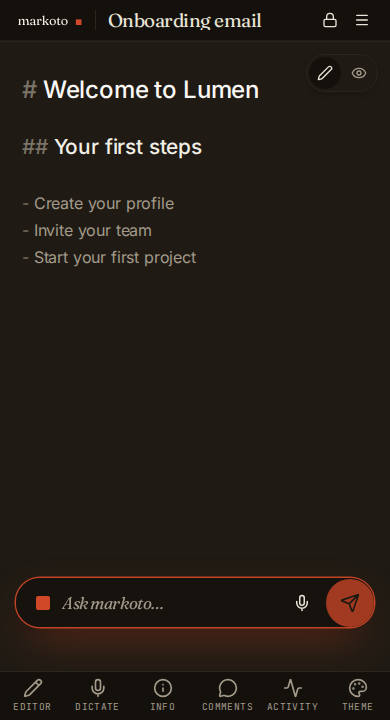 markoto
Onboarding email
# Welcome to Lumen
## Your first steps
- Create your profile
- Invite your team
- Start your first project
Ask markoto...
EDITOR DICTATE INFO COMMENTS ACTIVITY THEME